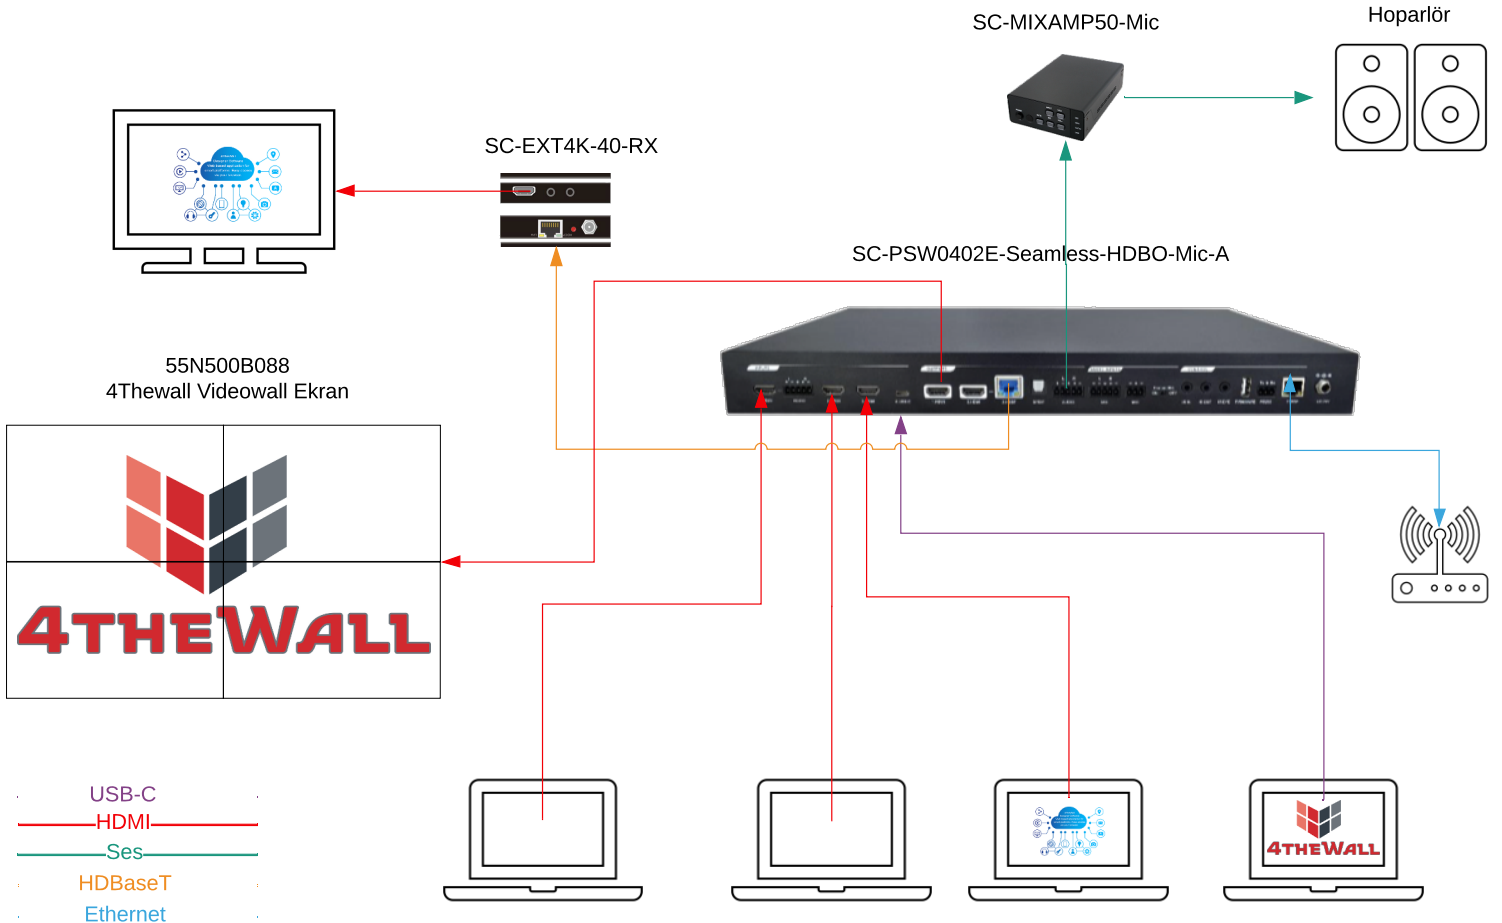 SC-MIXAMP50-Mic
Hoparlör
SC-EXT4K-40-RX
SC-PSW0402E-Seamless-HDBO-Mic-A
55N500B088
4Thewall Videowall Ekran
4THEWALL
4THEWALL
USB-C
HDMI
Ses
HDBaseT
Ethernet